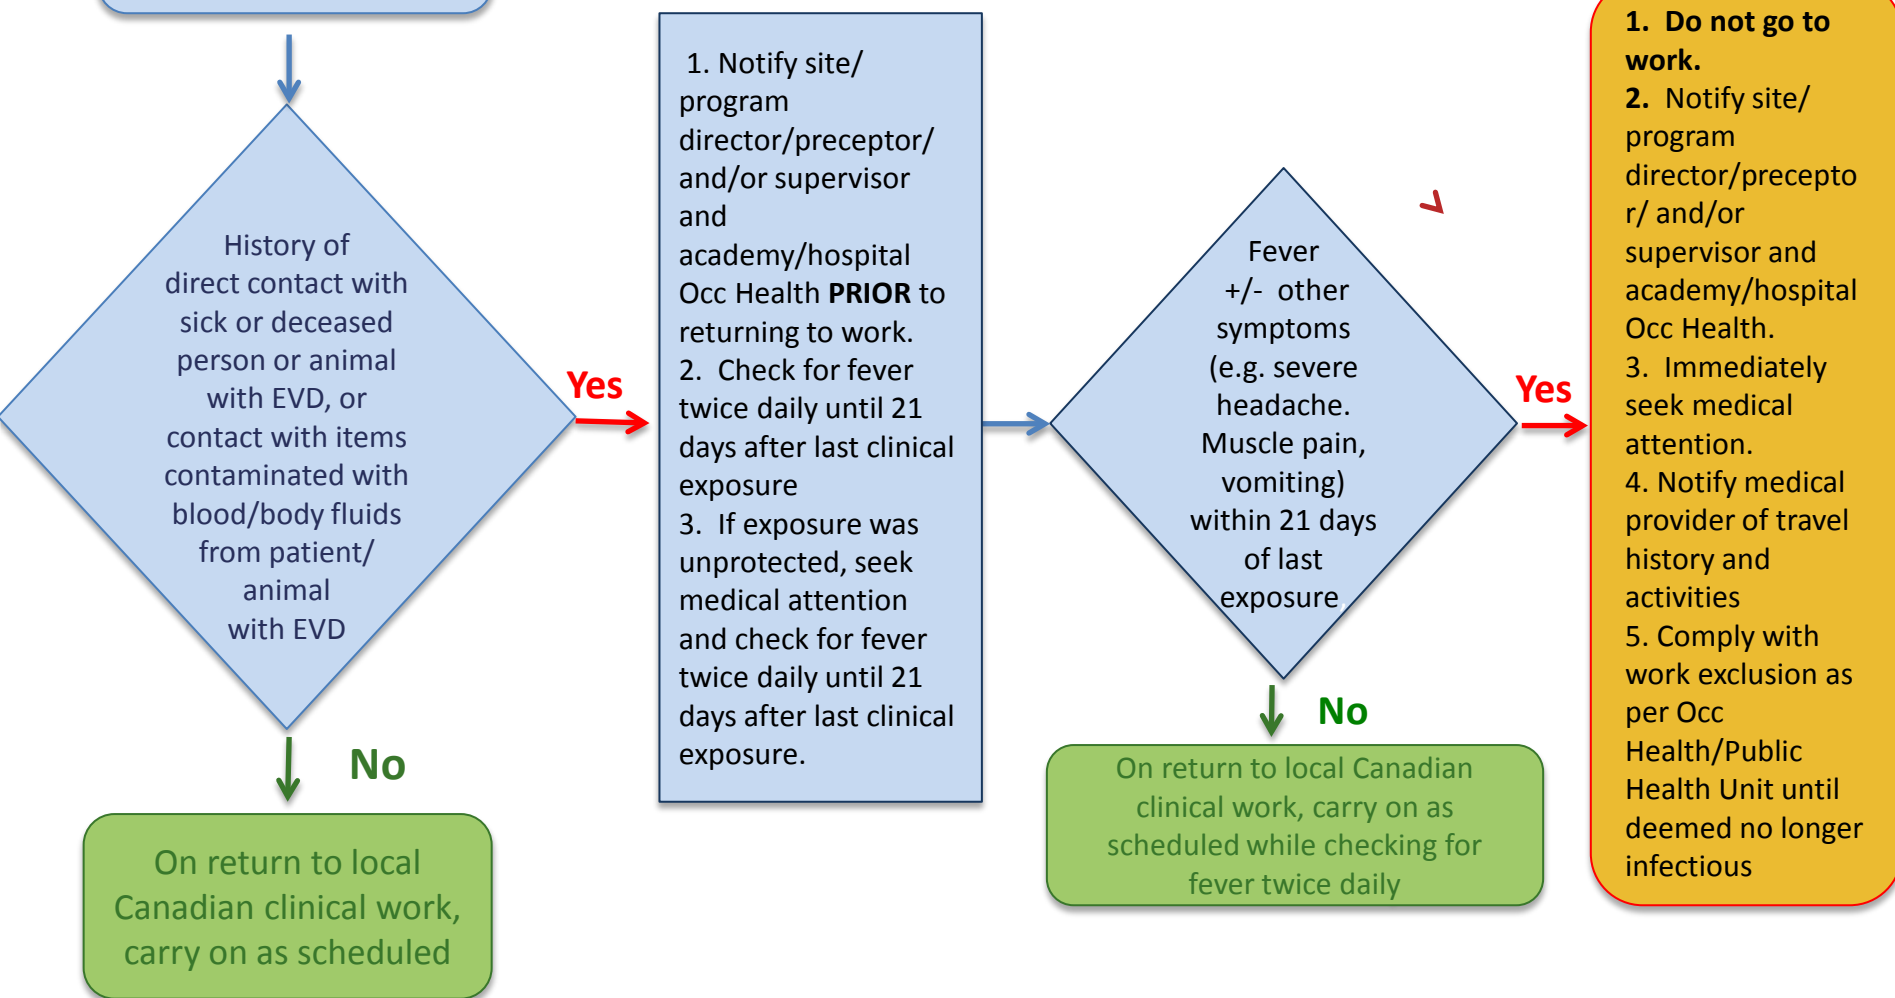 History of
direct contact with
sick or deceased
person or animal
with EVD, or
contact with items
contaminated with
blood/body fluids
from patient/
animal
with EVD
Yes
No
On return to local
Canadian clinical work,
carry on as scheduled
1. Notify site/
program
director/preceptor/
and/or supervisor
and
academy/hospital
Occ Health PRIOR to
returning to work.
2. Check for fever
twice daily until 21
days after last clinical
exposure
3. If exposure was
unprotected, seek
medical attention
and check for fever
twice daily until 21
days after last clinical
exposure.
Fever
+/- other
symptoms
(e.g. severe
headache.
Muscle pain,
vomiting)
within 21 days
of last
exposure,
Yes
No
On return to local Canadian
clinical work, carry on as
scheduled while checking for
fever twice daily
1. Do not go to
work.
2. Notify site/
program
director/precepto
r/ and/or
supervisor and
academy/hospital
Occ Health.
3. Immediately
seek medical
attention.
4. Notify medical
provider of travel
history and
activities
5. Comply with
work exclusion as
per Occ
Health/Public
Health Unit until
deemed no longer
infectious